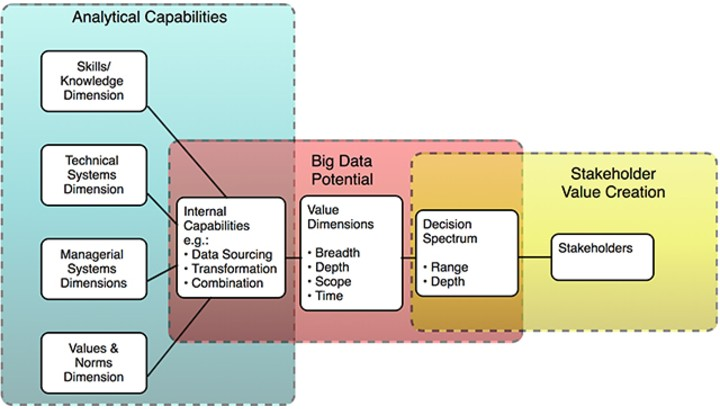 Analytical Capabilities
Skills/
Knowledge
Dimension
Technical
Systems
Dimension
Managerial
Systems
Dimensions
Values &
Norms
Dimension
Big Data
Potential
Internal
Capabilities
e.g.:
• Data Sourcing
• Transformation
• Combination
Value
Dimensions
• Breadth
• Depth
• Scope
• Time
Decision
Spectrum
• Range
• Depth
Stakeholder
Value Creation
Stakeholders